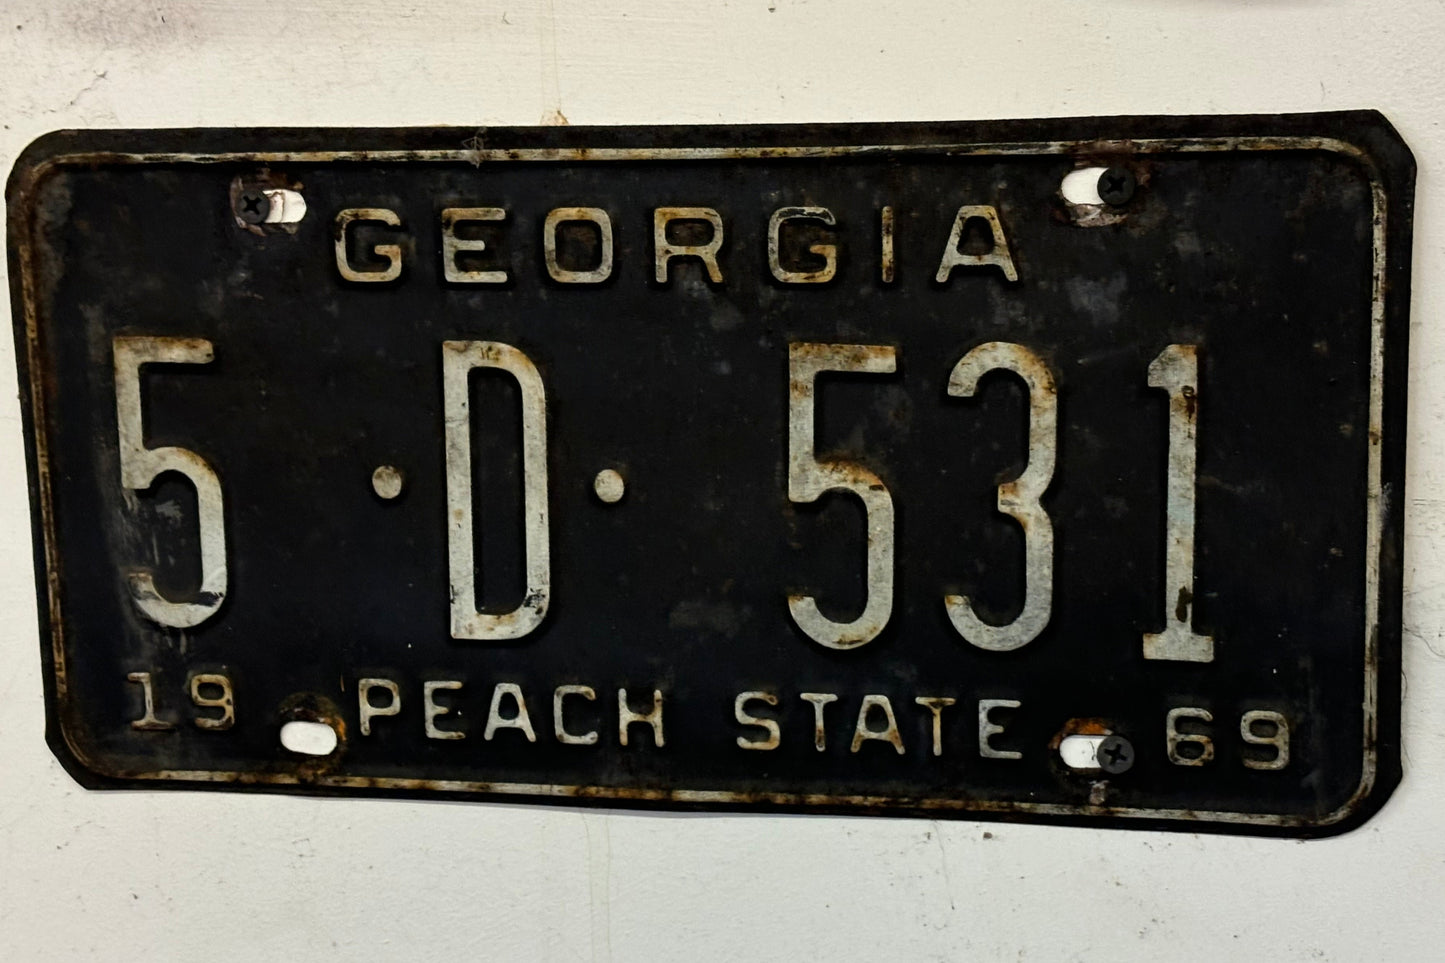 GEORGIA
5 ·D· 531
19 PEACH STATE 69